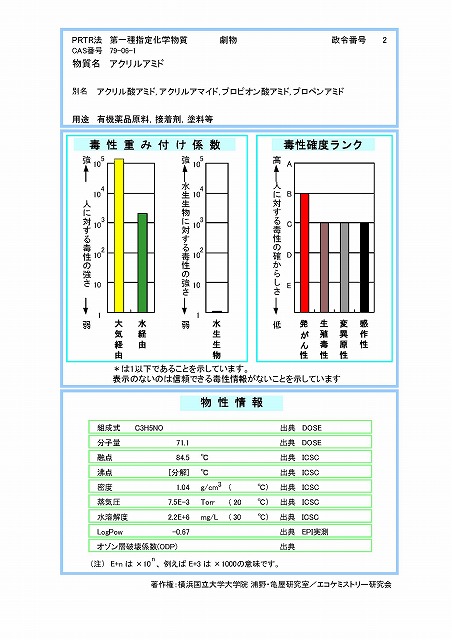 PRTR法 第一種指定化学物質 劇物 政令番号 2
CAS番号 79-06-1
物質名 アクリルアミド
別名 アクリル酸アミド, アクリルアマイド, プロピオン酸アミド, プロペンアミド
用途 有機薬品原料, 接着剤, 塗料等
毒性重み付け係数
強
人に対する毒性の強さ
弱
10^5
10^4
10^3
10^2
10
1
大気経由
水経由
強
水生生物に対する毒性の強さ
弱
10^5
10^4
10^3
10^2
10
1
水生生物
毒性確度ランク
高
人に対する毒性の確からしさ
低
A
B
C
D
E
発がん性
生殖毒性
変異原性
感作性
*は1以下であることを示しています。
表示のないのは信頼できる毒性情報がないことを示しています
物性情報
組成式 C3H5NO 出典 DOSE
分子量 71.1 出典 DOSE
融点 84.5 ℃ 出典 ICSC
沸点 [分解] ℃ 出典 ICSC
密度 1.04 g/cm3 ( ℃) 出典 ICSC
蒸気圧 7.5E-3 Torr (20 ℃) 出典 ICSC
水溶解度 2.2E+6 mg/L (30 ℃) 出典 ICSC
LogPow -0.67 出典 EPI実測
オゾン層破壊係数(ODP) 出典
(注) E+n は ×10^n、例えば E+3 は ×1000の意味です。
著作権:横浜国立大学大学院 浦野・亀屋研究室/エコケミストリー研究会